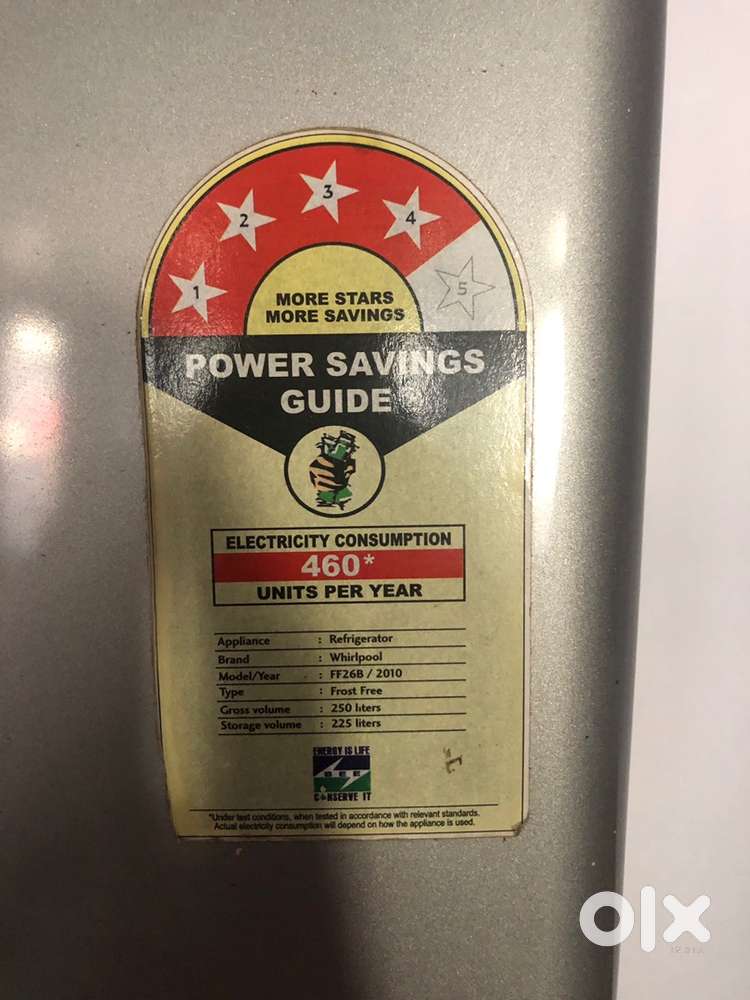 1
2
3
4
5
MORE STARS
MORE SAVINGS
POWER SAVINGS
GUIDE
ELECTRICITY CONSUMPTION
460*
UNITS PER YEAR
Appliance : Refrigerator
Brand : Whirlpool
Model/Year : FF26B / 2010
Type : Frost Free
Gross volume : 250 liters
Storage volume : 225 liters
ENERGY IS LIFE
BEE
CONSERVE IT
*Under test conditions, when tested in accordance with relevant standards.
Actual electricity consumption will depend on how the appliance is used.
olx